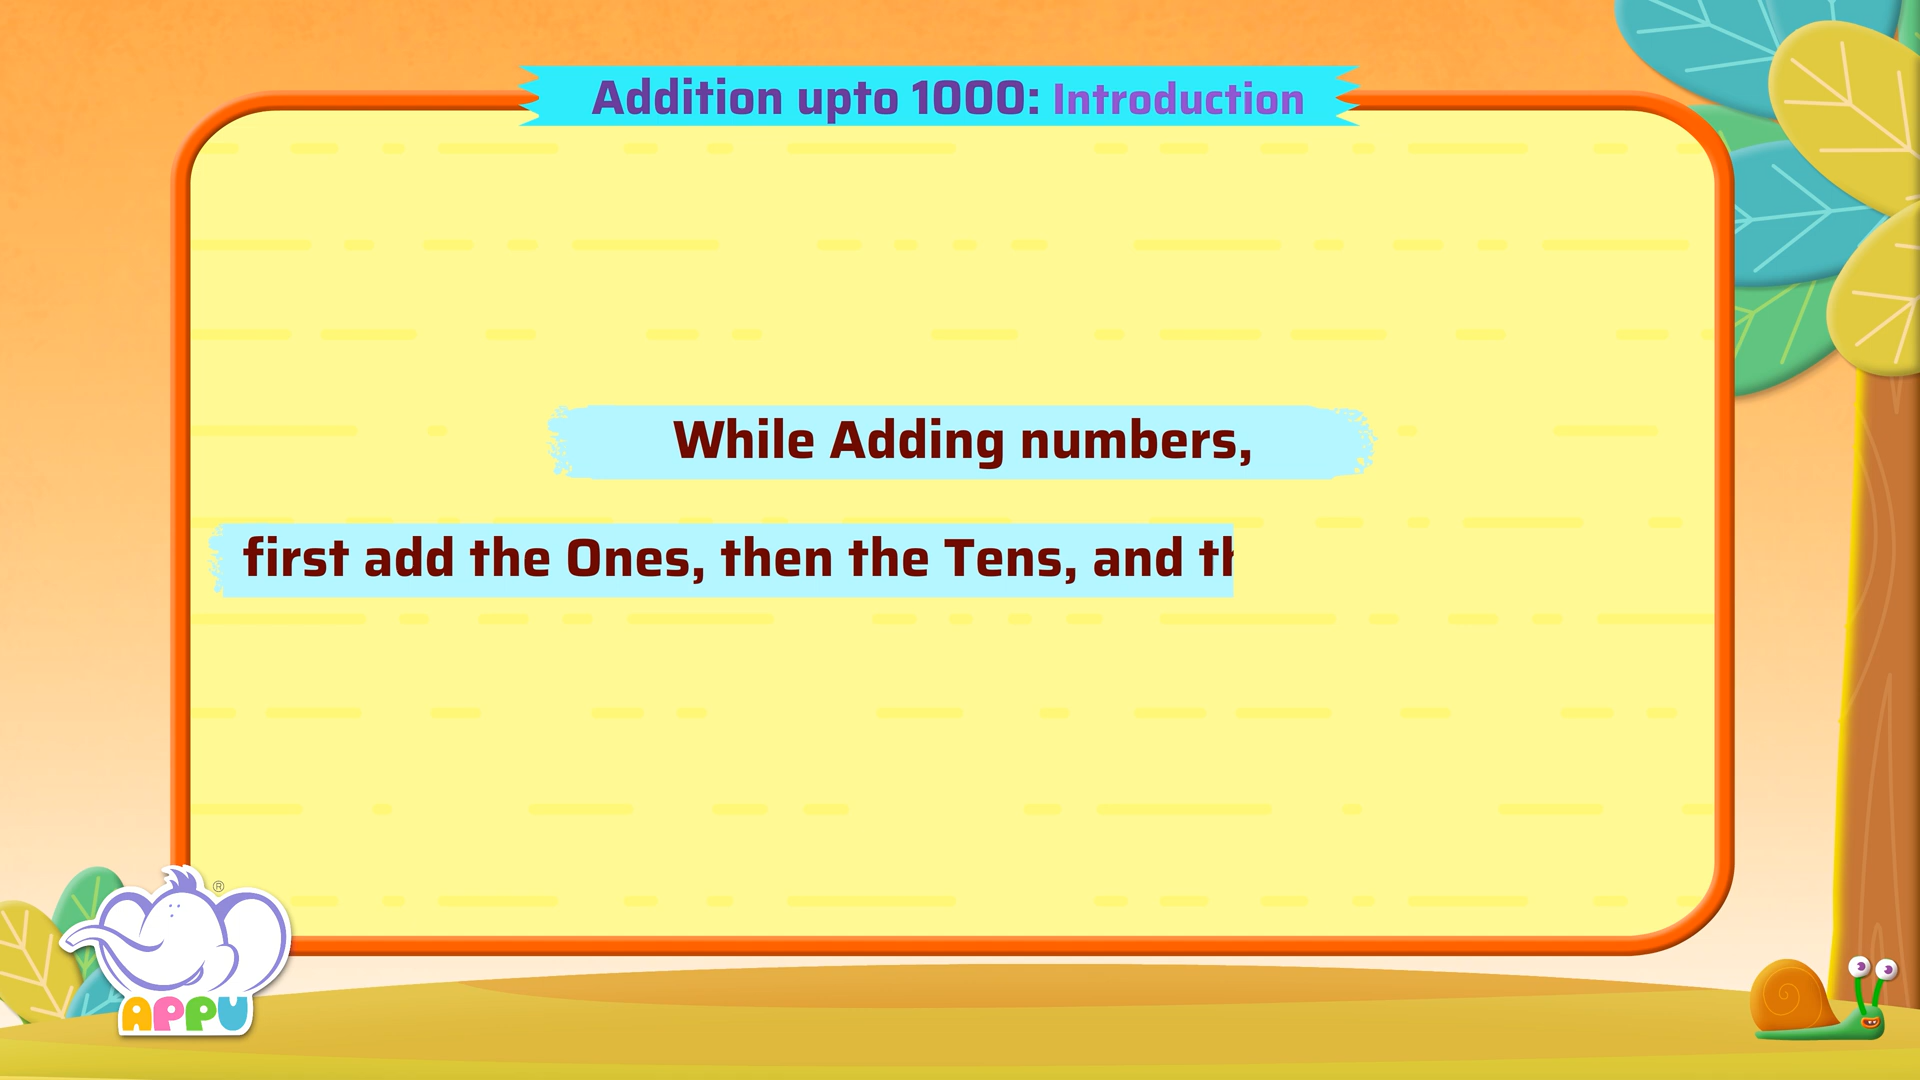 Addition upto 1000: Introduction
While Adding numbers,
first add the Ones, then the Tens, and
®
APPU